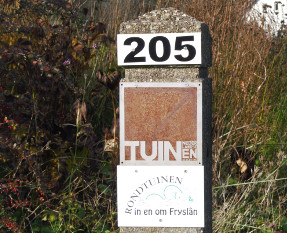 205
TUIN
EN
RONDTUINEN
in en om Fryslân